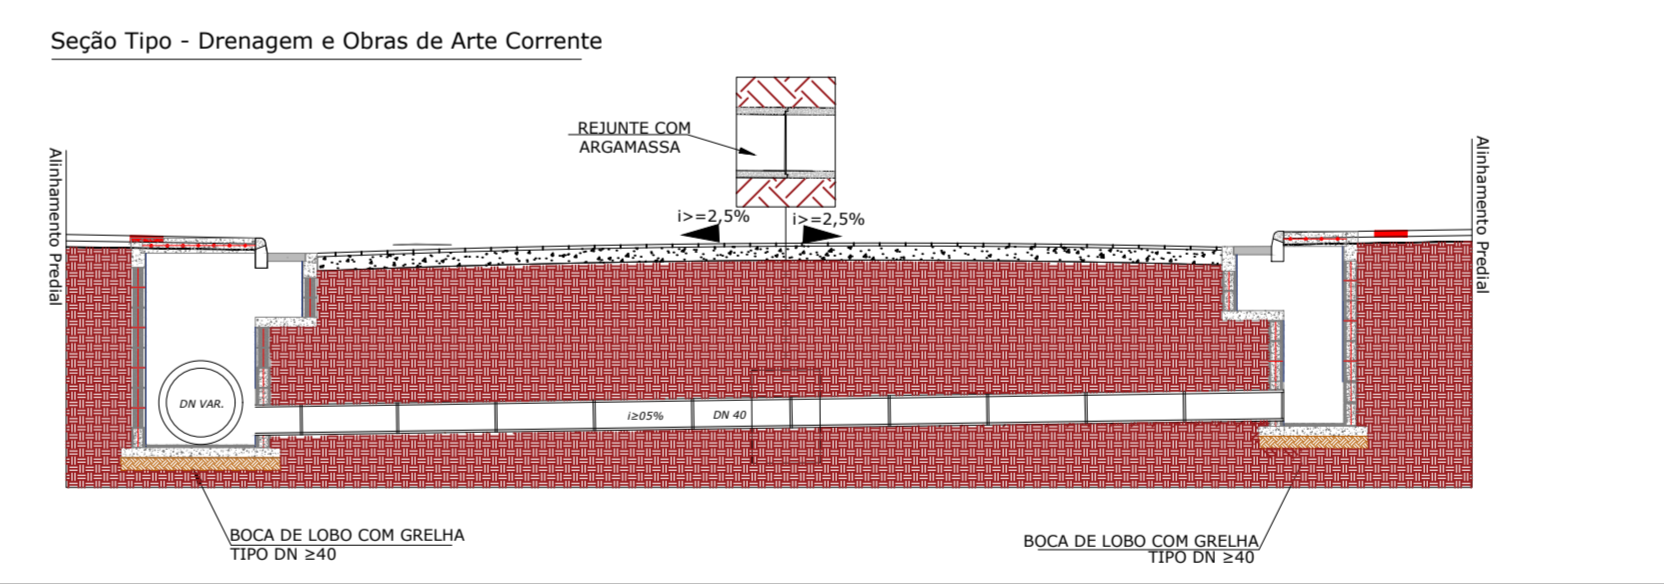 Seção Tipo - Drenagem e Obras de Arte Corrente
REJUNTE COM
ARGAMASSA
Alinhamento Predial
Alinhamento Predial
i>=2,5%
i>=2,5%
DN VAR.
i≥05%
DN 40
BOCA DE LOBO COM GRELHA
TIPO DN ≥40
BOCA DE LOBO COM GRELHA
TIPO DN ≥40